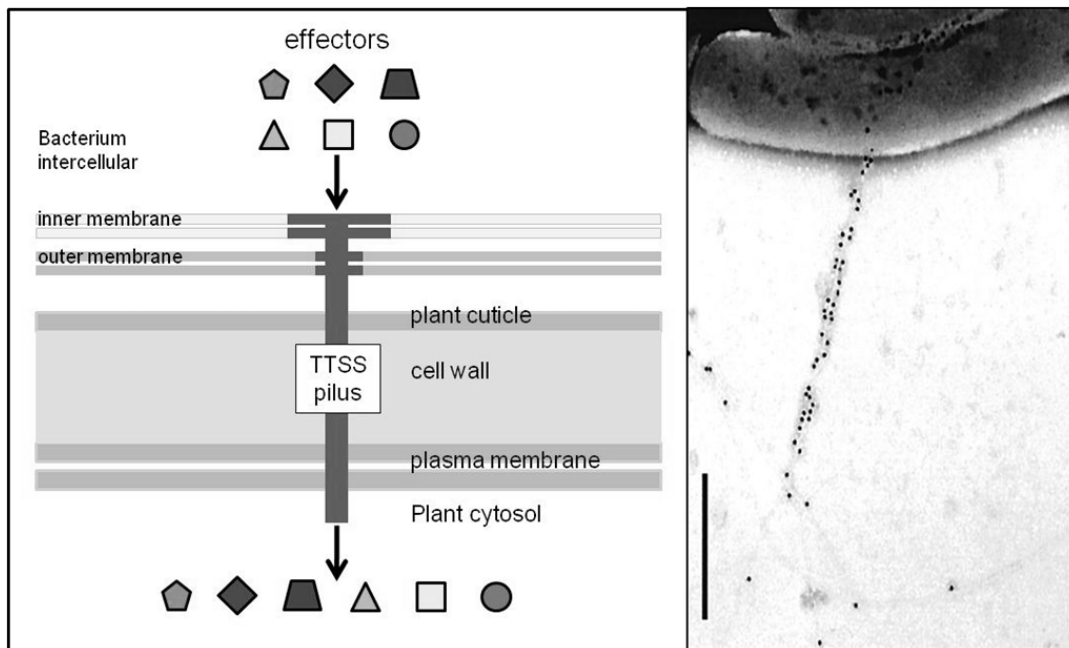 effectors
Bacterium
intercellular
inner membrane
outer membrane
plant cuticle
TTSS
pilus
cell wall
plasma membrane
Plant cytosol